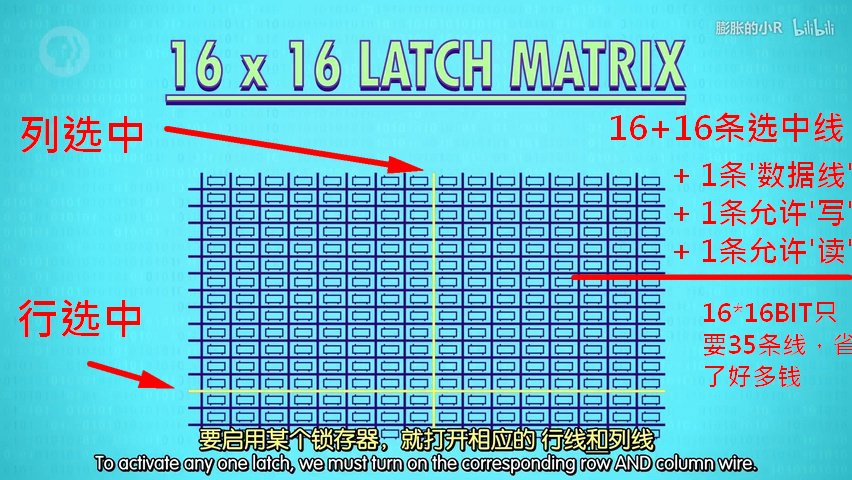 膨胀的小R bilibili
16 x 16 LATCH MATRIX
列选中
16+16条选中线
+ 1条'数据线'
+ 1条允许'写'
+ 1条允许'读'
行选中
16*16BIT只
要35条线，省
了好多钱
要启用某个锁存器，就打开相应的 行线和列线
To activate any one latch, we must turn on the corresponding row AND column wire.